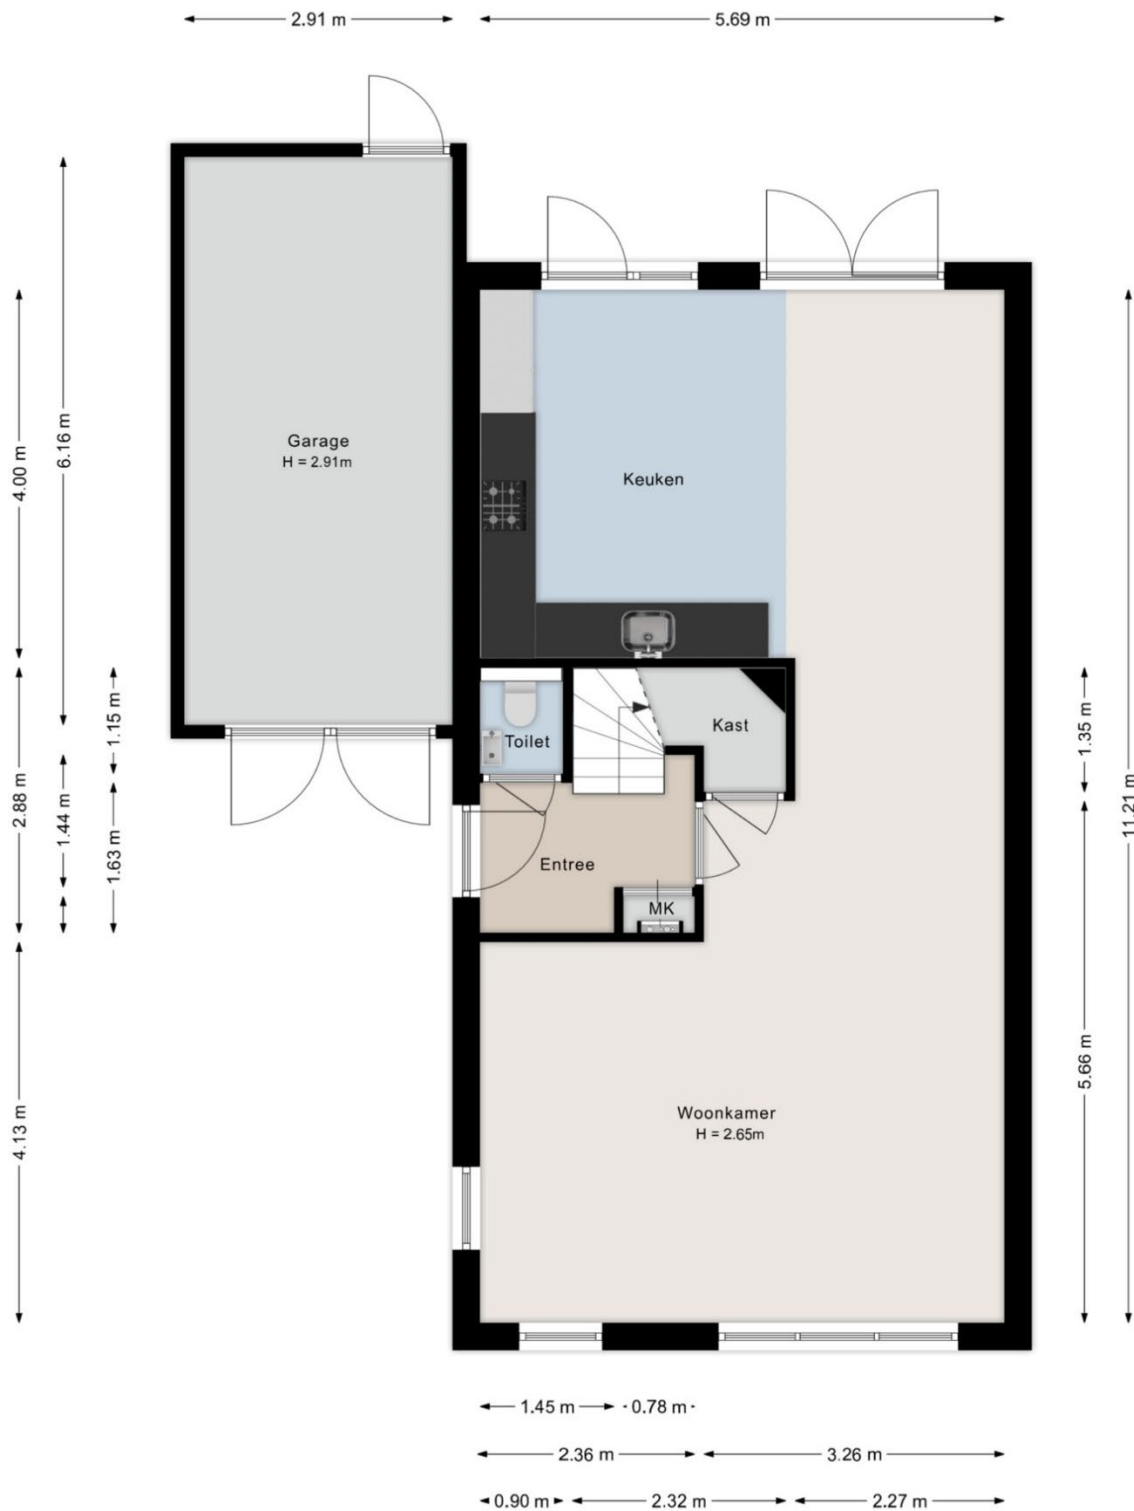 2.91 m
5.69 m
Garage
H = 2.91m
Keuken
4.00 m
6.16 m
Toilet
Kast
Entree
MK
2.88 m
1.44 m
1.15 m
1.63 m
1.35 m
11.21 m
5.66 m
4.13 m
Woonkamer
H = 2.65m
1.45 m
0.78 m
2.36 m
3.26 m
0.90 m
2.32 m
2.27 m